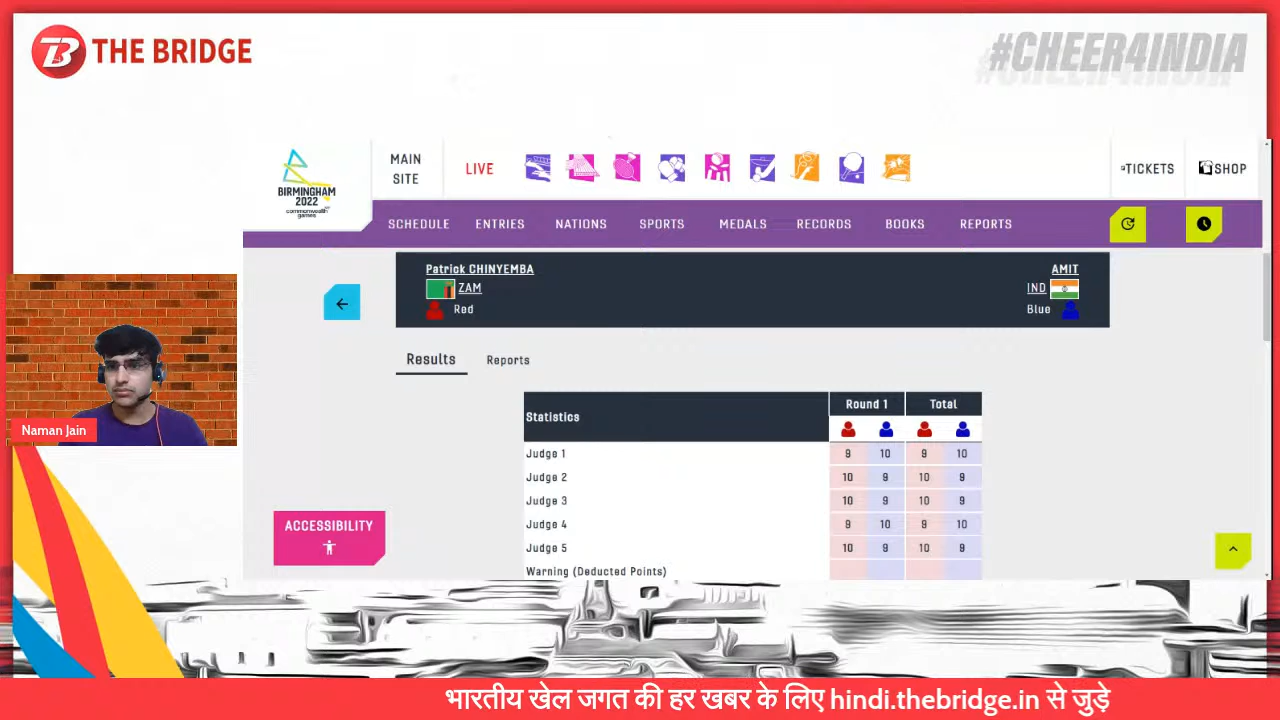 THE BRIDGE
#CHEER4INDIA
BIRMINGHAM
2022
commonwealth
games
MAIN
SITE
LIVE
TICKETS
SHOP
SCHEDULE ENTRIES NATIONS SPORTS MEDALS RECORDS BOOKS REPORTS
Patrick CHINYEMBA
ZAM
Red
AMIT
IND
Blue
Results Reports
Statistics Round 1 Total
Judge 1 9 10 9 10
Judge 2 10 9 10 9
Judge 3 10 9 10 9
Judge 4 9 10 9 10
Judge 5 10 9 10 9
Warning (Deducted Points)
ACCESSIBILITY
Naman Jain
भारतीय खेल जगत की हर खबर के लिए hindi.thebridge.in से जुड़े